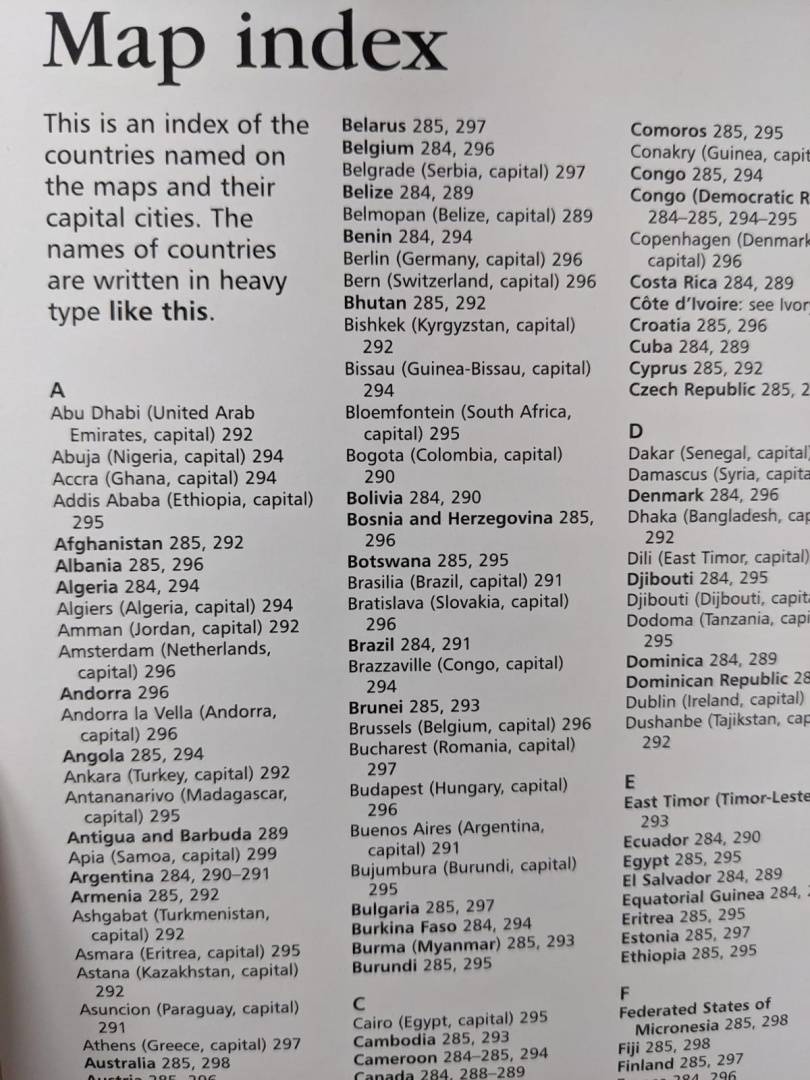 Map index
This is an index of the
countries named on
the maps and their
capital cities. The
names of countries
are written in heavy
type like this.
A
Abu Dhabi (United Arab
Emirates, capital) 292
Abuja (Nigeria, capital) 294
Accra (Ghana, capital) 294
Addis Ababa (Ethiopia, capital)
295
Afghanistan 285, 292
Albania 285, 296
Algeria 284, 294
Algiers (Algeria, capital) 294
Amman (Jordan, capital) 292
Amsterdam (Netherlands,
capital) 296
Andorra 296
Andorra la Vella (Andorra,
capital) 296
Angola 285, 294
Ankara (Turkey, capital) 292
Antananarivo (Madagascar,
capital) 295
Antigua and Barbuda 289
Apia (Samoa, capital) 299
Argentina 284, 290–291
Armenia 285, 292
Ashgabat (Turkmenistan,
capital) 292
Asmara (Eritrea, capital) 295
Astana (Kazakhstan, capital)
292
Asuncion (Paraguay, capital)
291
Athens (Greece, capital) 297
Australia 285, 298
Austria 285, 296
Belarus 285, 297
Belgium 284, 296
Belgrade (Serbia, capital) 297
Belize 284, 289
Belmopan (Belize, capital) 289
Benin 284, 294
Berlin (Germany, capital) 296
Bern (Switzerland, capital) 296
Bhutan 285, 292
Bishkek (Kyrgyzstan, capital)
292
Bissau (Guinea-Bissau, capital)
294
Bloemfontein (South Africa,
capital) 295
Bogota (Colombia, capital)
290
Bolivia 284, 290
Bosnia and Herzegovina 285,
296
Botswana 285, 295
Brasilia (Brazil, capital) 291
Bratislava (Slovakia, capital)
296
Brazil 284, 291
Brazzaville (Congo, capital)
294
Brunei 285, 293
Brussels (Belgium, capital) 296
Bucharest (Romania, capital)
297
Budapest (Hungary, capital)
296
Buenos Aires (Argentina,
capital) 291
Bujumbura (Burundi, capital)
295
Bulgaria 285, 297
Burkina Faso 284, 294
Burma (Myanmar) 285, 293
Burundi 285, 295
C
Cairo (Egypt, capital) 295
Cambodia 285, 293
Cameroon 284–285, 294
Canada 284, 288–289
Comoros 285, 295
Conakry (Guinea, capit
Congo 285, 294
Congo (Democratic R
284–285, 294–295
Copenhagen (Denmark
capital) 296
Costa Rica 284, 289
Côte d'Ivoire: see Ivor
Croatia 285, 296
Cuba 284, 289
Cyprus 285, 292
Czech Republic 285, 2
D
Dakar (Senegal, capital)
Damascus (Syria, capita
Denmark 284, 296
Dhaka (Bangladesh, cap
292
Dili (East Timor, capital)
Djibouti 284, 295
Djibouti (Dijbouti, capita
Dodoma (Tanzania, capi
295
Dominica 284, 289
Dominican Republic 28
Dublin (Ireland, capital)
Dushanbe (Tajikstan, cap
292
E
East Timor (Timor-Leste
293
Ecuador 284, 290
Egypt 285, 295
El Salvador 284, 289
Equatorial Guinea 284,
Eritrea 285, 295
Estonia 285, 297
Ethiopia 285, 295
F
Federated States of
Micronesia 285, 298
Fiji 285, 298
Finland 285, 297
284, 296